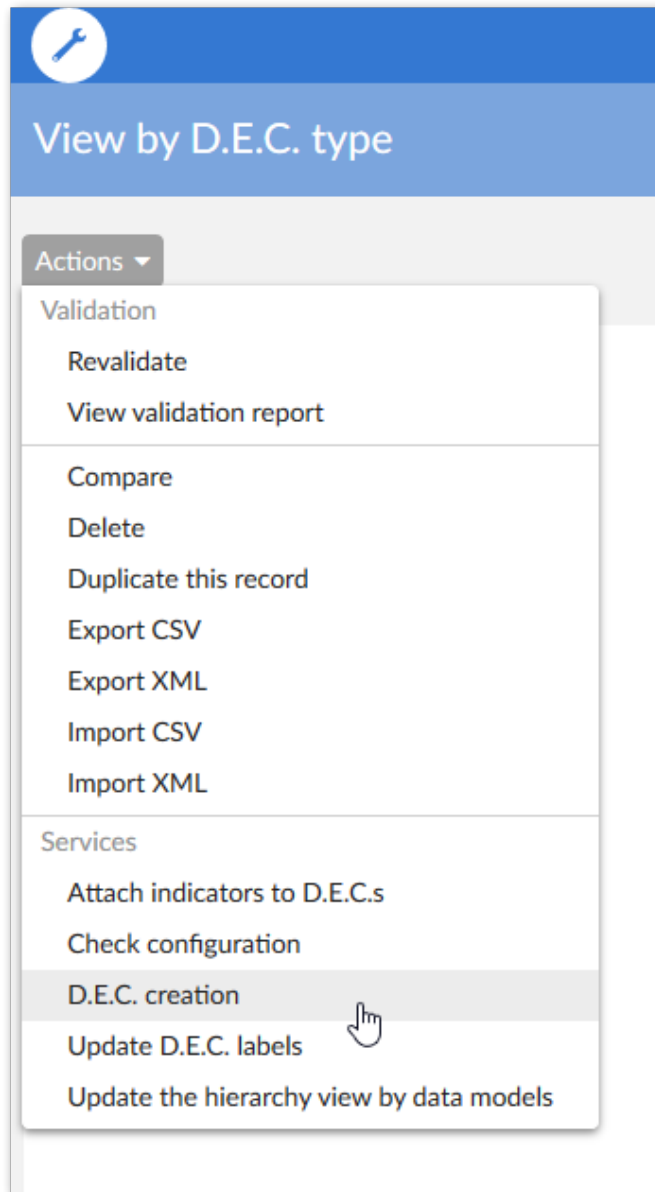 View by D.E.C. type
Actions
Validation
Revalidate
View validation report
Compare
Delete
Duplicate this record
Export CSV
Export XML
Import CSV
Import XML
Services
Attach indicators to D.E.C.s
Check configuration
D.E.C. creation
Update D.E.C. labels
Update the hierarchy view by data models